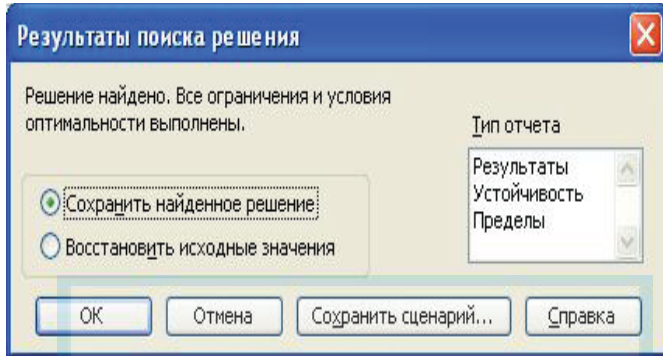 Результаты поиска решения
Решение найдено. Все ограничения и условия
оптимальности выполнены.
Тип отчета
Результаты
Устойчивость
Пределы
Сохранить найденное решение
Восстановить исходные значения
ОК
Отмена
Сохранить сценарий...
Справка